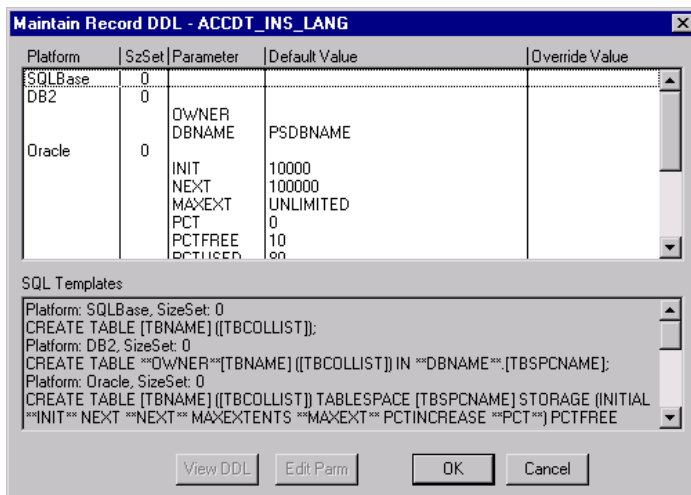 Maintain Record DDL - ACCDT_INS_LANG
Platform SzSet Parameter Default Value Override Value
SQLBase 0
DB2 0
OWNER
DBNAME PSDBNAME
Oracle 0
INIT 10000
NEXT 100000
MAXEXT UNLIMITED
PCT 0
PCTFREE 10
PCTUSED 80
SQL Templates
Platform: SQLBase, SizeSet: 0
CREATE TABLE [TBNAME] ([TBCOLLIST]);
Platform: DB2, SizeSet: 0
CREATE TABLE **OWNER**[TBNAME] ([TBCOLLIST]) IN **DBNAME**.[TBSPCNAME];
Platform: Oracle, SizeSet: 0
CREATE TABLE [TBNAME] ([TBCOLLIST]) TABLESPACE [TBSPCNAME] STORAGE (INITIAL
**INIT** NEXT **NEXT** MAXEXTENTS **MAXEXT** PCTINCREASE **PCT**) PCTFREE
View DDL Edit Parm OK Cancel